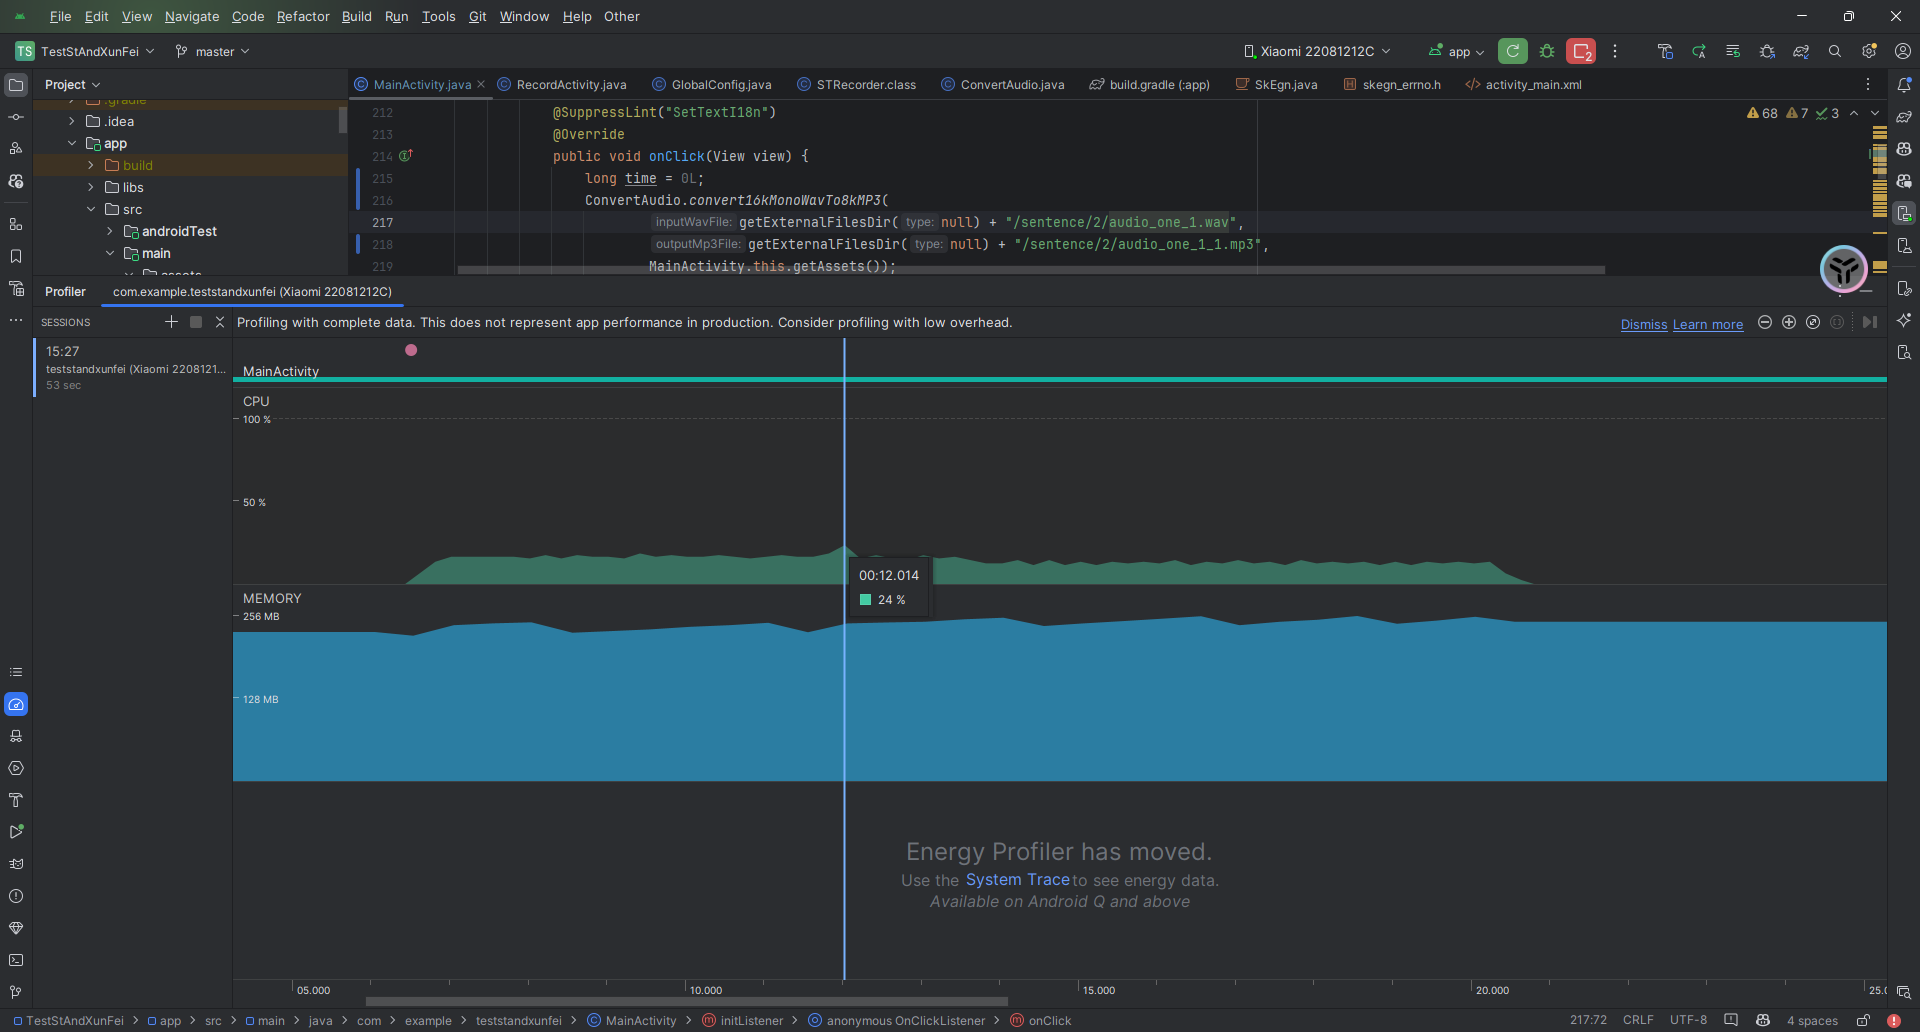 File Edit View Navigate Code Refactor Build Run Tools Git Window Help Other
TS TestStAndXunFei master Xiaomi 22081212C app 2
Project
MainActivity.java RecordActivity.java GlobalConfig.java STRecorder.class ConvertAudio.java build.gradle (:app) SkEgn.java skegn_errno.h activity_main.xml
.gradle
.idea
app
build
libs
src
androidTest
main
assets
68 7 3
212 @SuppressLint("SetTextI18n")
213 @Override
214 public void onClick(View view) {
215 long time = 0L;
216 ConvertAudio.convert16kMonoWavTo8kMP3(
217 inputWavFile: getExternalFilesDir( type: null) + "/sentence/2/audio_one_1.wav",
218 outputMp3File: getExternalFilesDir( type: null) + "/sentence/2/audio_one_1_1.mp3",
219 MainActivity.this.getAssets());
Profiler com.example.teststandxunfei (Xiaomi 22081212C)
SESSIONS
Profiling with complete data. This does not represent app performance in production. Consider profiling with low overhead.
Dismiss Learn more
15:27
teststandxunfei (Xiaomi 2208121...
53 sec
MainActivity
CPU
100 %
50 %
00:12.014
24 %
MEMORY
256 MB
128 MB
Energy Profiler has moved.
Use the System Trace to see energy data.
Available on Android Q and above
05.000 10.000 15.000 20.000 25.0
TestStAndXunFei > app > src > main > java > com > example > teststandxunfei > MainActivity > initListener > anonymous OnClickListener > onClick
217:72 CRLF UTF-8 4 spaces